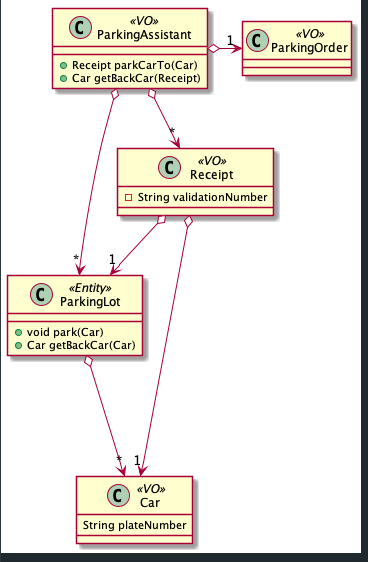 C «VO» ParkingAssistant
Receipt parkCarTo(Car)
Car getBackCar(Receipt)
1
C «VO» ParkingOrder
*
C «VO» Receipt
String validationNumber
*
1
C «Entity» ParkingLot
void park(Car)
Car getBackCar(Car)
*
1
C «VO» Car
String plateNumber